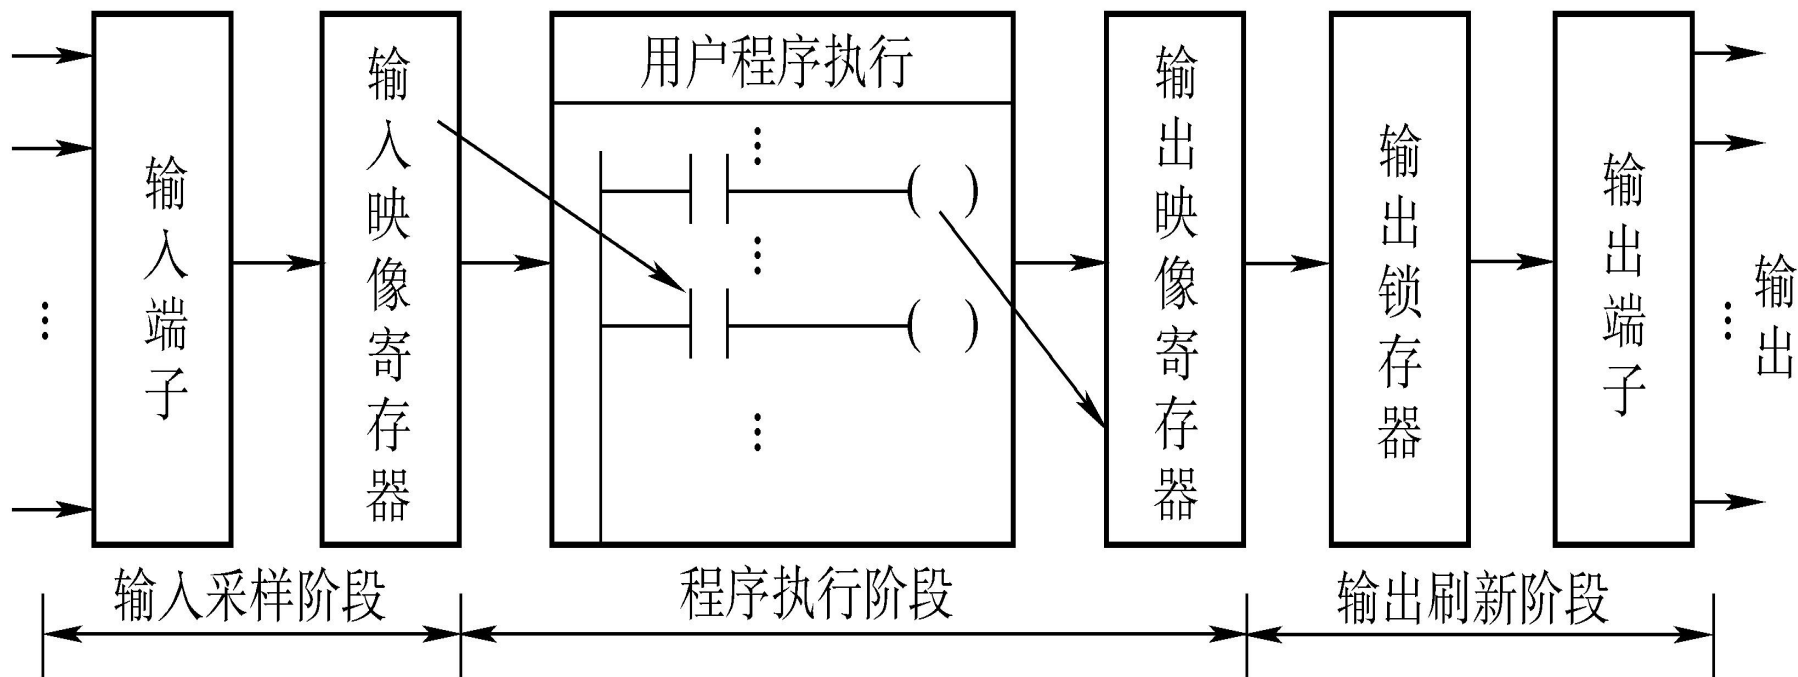 输入端子
输入映像寄存器
用户程序执行
输出映像寄存器
输出锁存器
输出端子
输出
输入采样阶段
程序执行阶段
输出刷新阶段